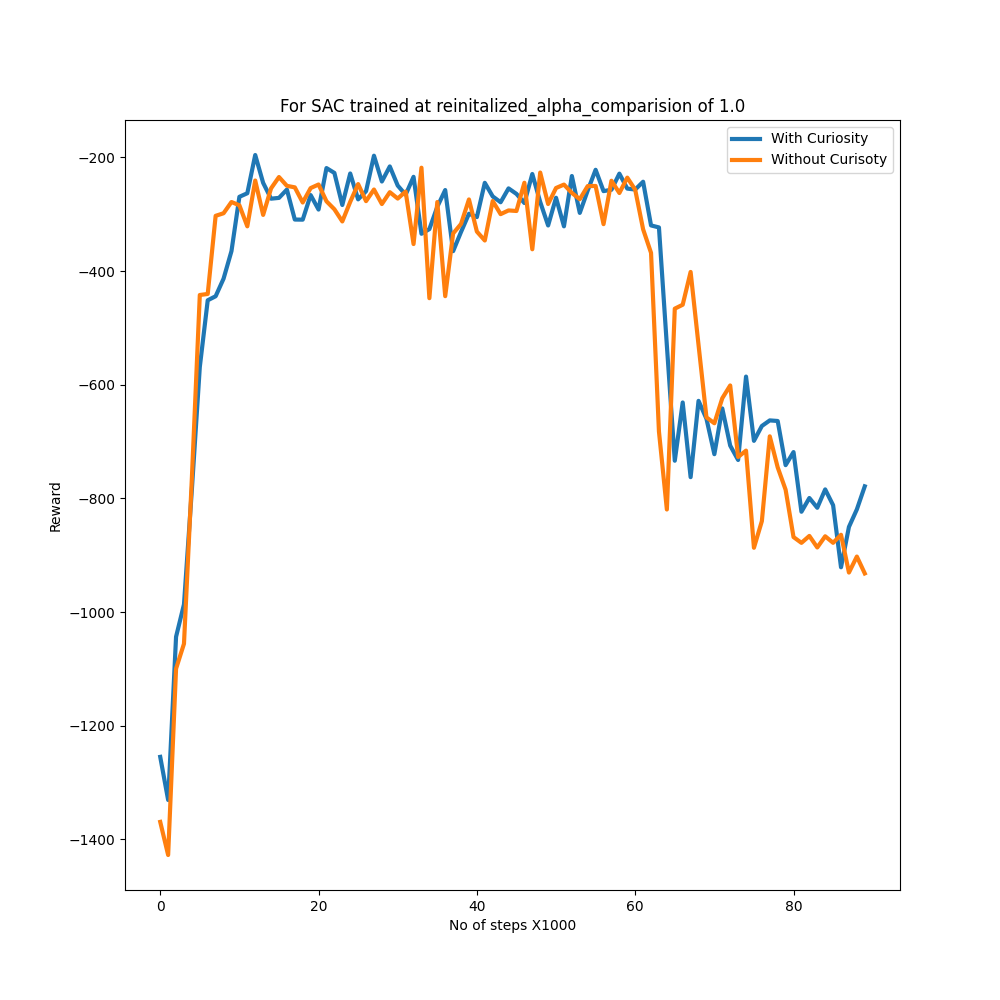 For SAC trained at reinitalized_alpha_comparision of 1.0
With Curiosity
Without Curisoty
−200
−400
−600
−800
−1000
−1200
−1400
Reward
0 20 40 60 80
No of steps X1000